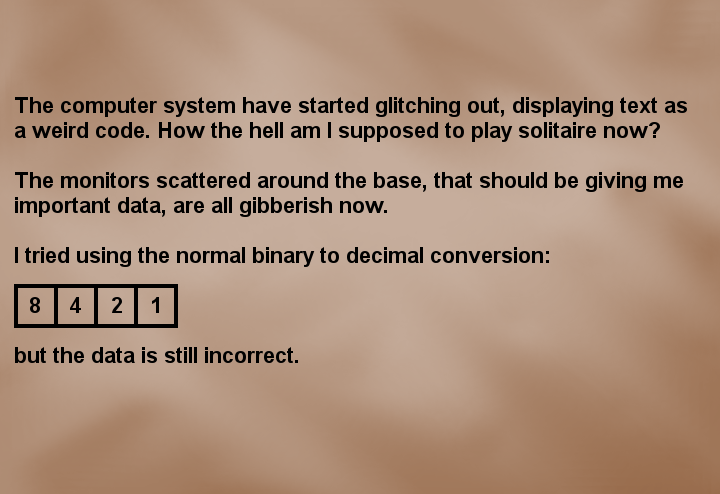 The computer system have started glitching out, displaying text as
a weird code. How the hell am I supposed to play solitaire now?
The monitors scattered around the base, that should be giving me
important data, are all gibberish now.
I tried using the normal binary to decimal conversion:
8 4 2 1
but the data is still incorrect.